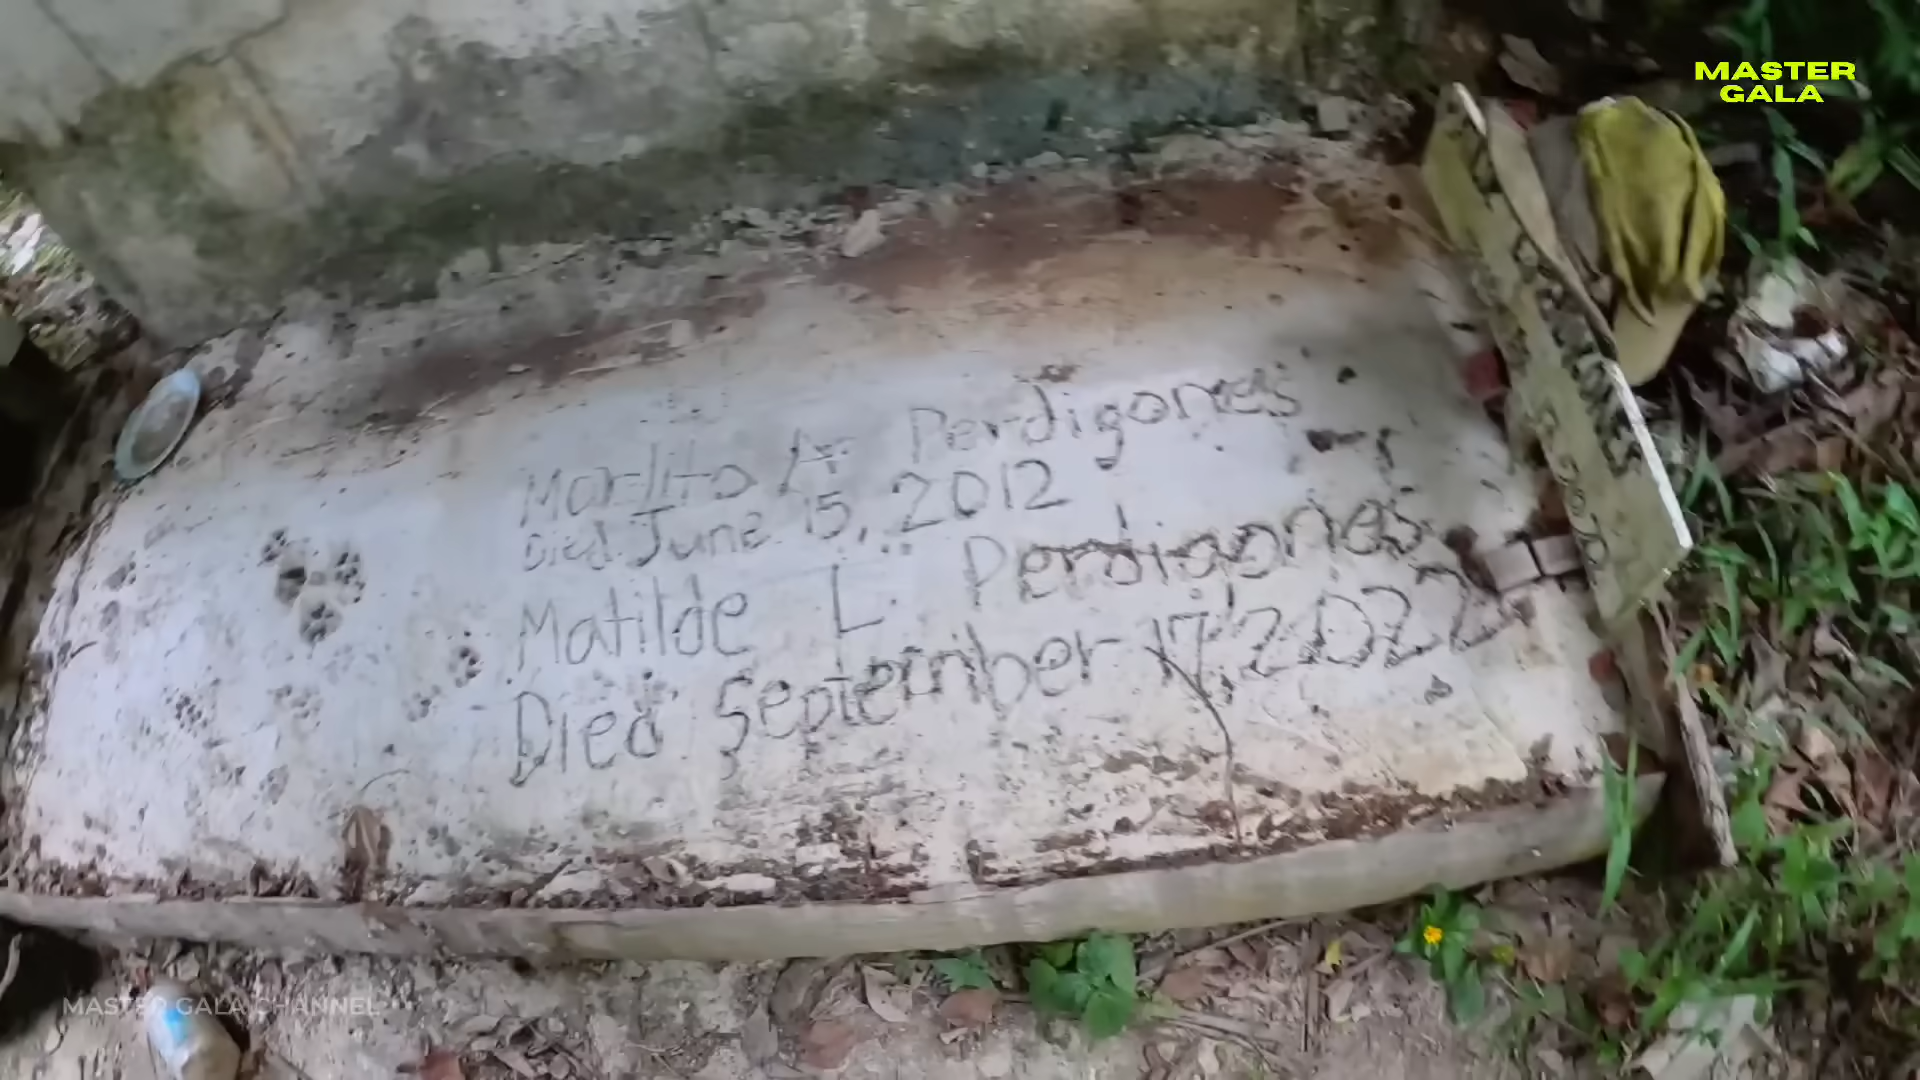 MASTER
GALA
Marlito A. Perdigones
Died June 15, 2012
Matilde L. Perdigones
Died September 17, 2022
MASTER GALA CHANNEL